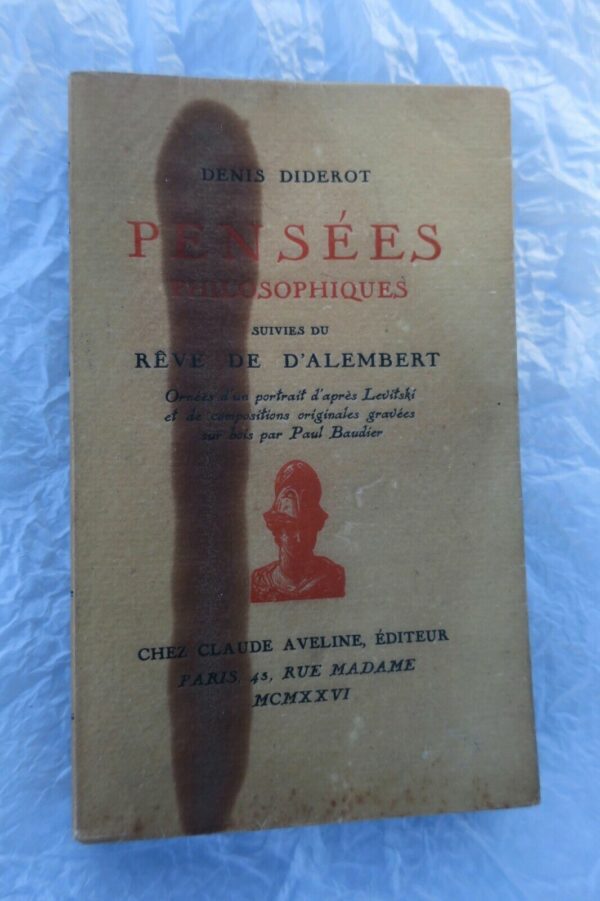 DENIS DIDEROT
PENSÉES
PHILOSOPHIQUES
SUIVIES DU
RÊVE DE D'ALEMBERT
Ornées d'un portrait d'après Levitski
et de compositions originales gravées
sur bois par Paul Baudier
CHEZ CLAUDE AVELINE, ÉDITEUR
PARIS, 43, RUE MADAME
MCMXXVI